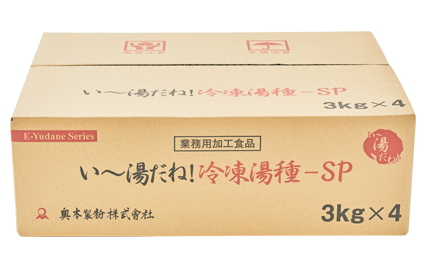 い〜湯だね!冷凍湯種-SP
3kg×4
E-Yudane Series
業務用加工食品
い〜湯だね!冷凍湯種-SP
い〜湯だね
奥本製粉株式會社
3kg×4